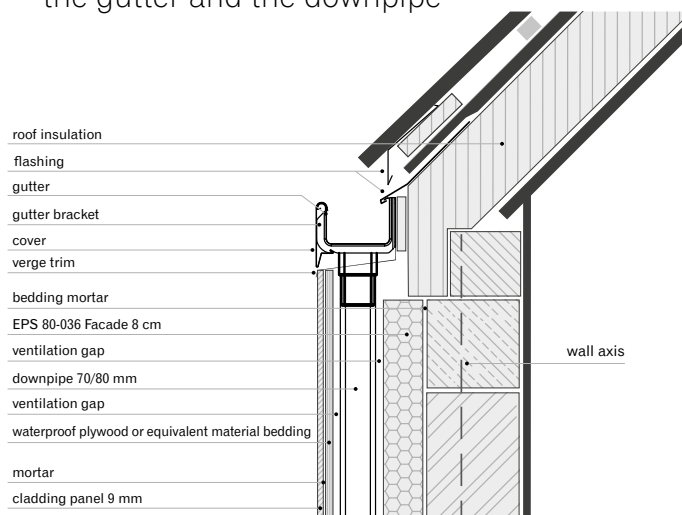 the gutter and the downpipe
roof insulation
flashing
gutter
gutter bracket
cover
verge trim
bedding mortar
EPS 80-036 Facade 8 cm
ventilation gap
wall axis
downpipe 70/80 mm
ventilation gap
waterproof plywood or equivalent material bedding
mortar
cladding panel 9 mm